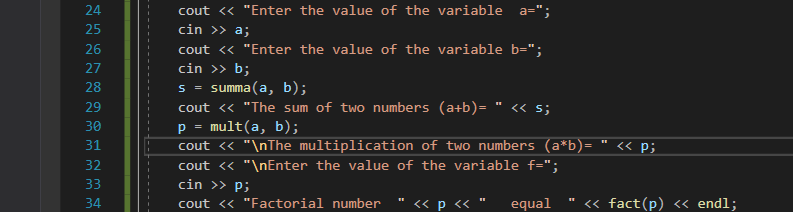 24 cout << "Enter the value of the variable  a=";
25 cin >> a;
26 cout << "Enter the value of the variable b=";
27 cin >> b;
28 s = summa(a, b);
29 cout << "The sum of two numbers (a+b)= " << s;
30 p = mult(a, b);
31 cout << "\nThe multiplication of two numbers (a*b)= " << p;
32 cout << "\nEnter the value of the variable f=";
33 cin >> p;
34 cout << "Factorial number  " << p << "   equal  " << fact(p) << endl;